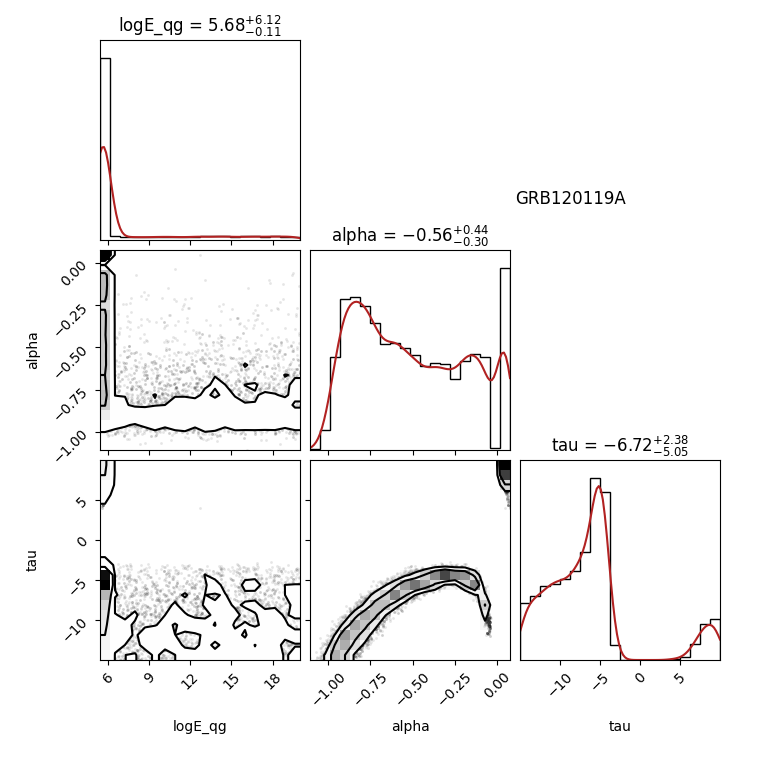 logE_qg = 5.68^{+6.12}_{−0.11}
GRB120119A
alpha = −0.56^{+0.44}_{−0.30}
0.00
−0.25
−0.50
−0.75
−1.00
alpha
tau = −6.72^{+2.38}_{−5.05}
5
0
−5
−10
tau
6 9 12 15 18
−1.00 −0.75 −0.50 −0.25 0.00
−10 −5 0 5
logE_qg alpha tau